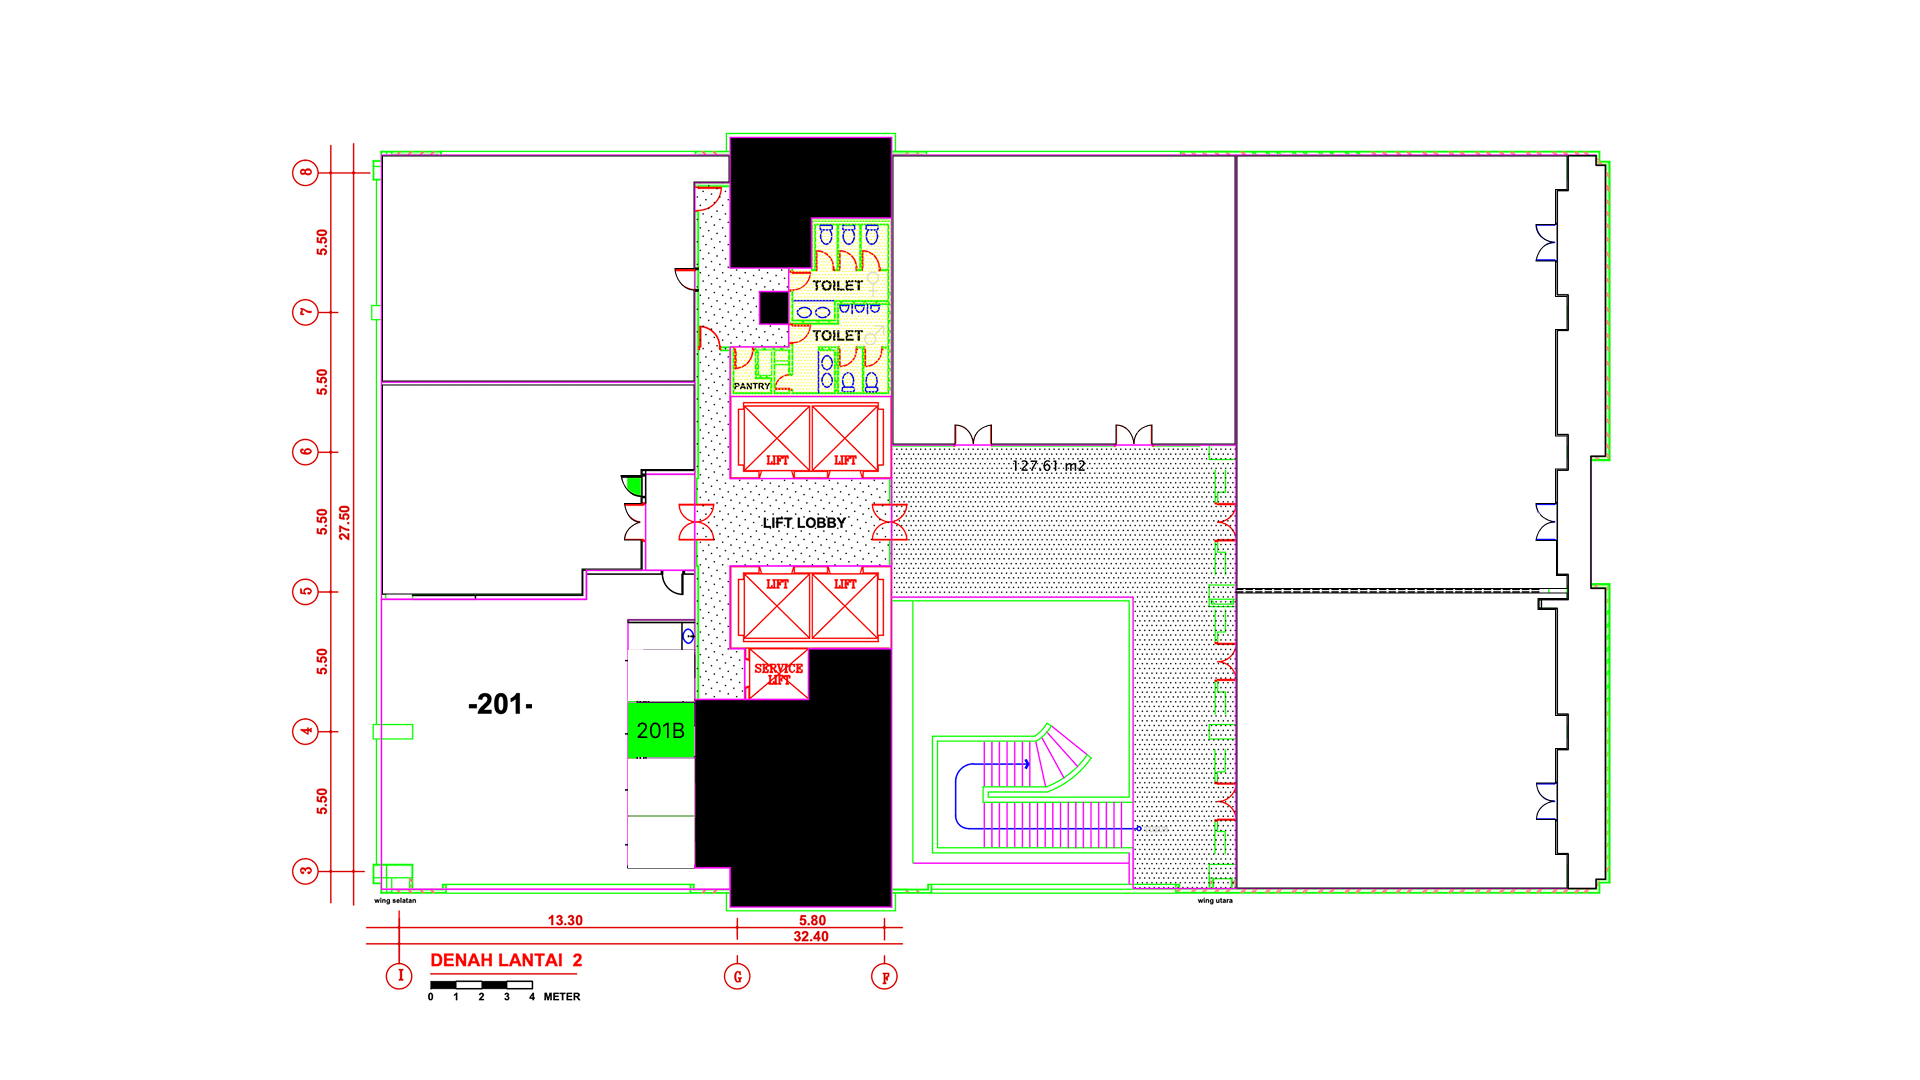 8
5.50
7
5.50
6
5.50
27.50
5
5.50
4
5.50
3
TOILET
TOILET
PANTRY
LIFT
LIFT
127.61 m2
LIFT LOBBY
LIFT
LIFT
SERVICE
LIFT
-201-
201B
wing selatan
wing utara
13.30
5.80
32.40
I
G
F
DENAH LANTAI 2
0 1 2 3 4 METER